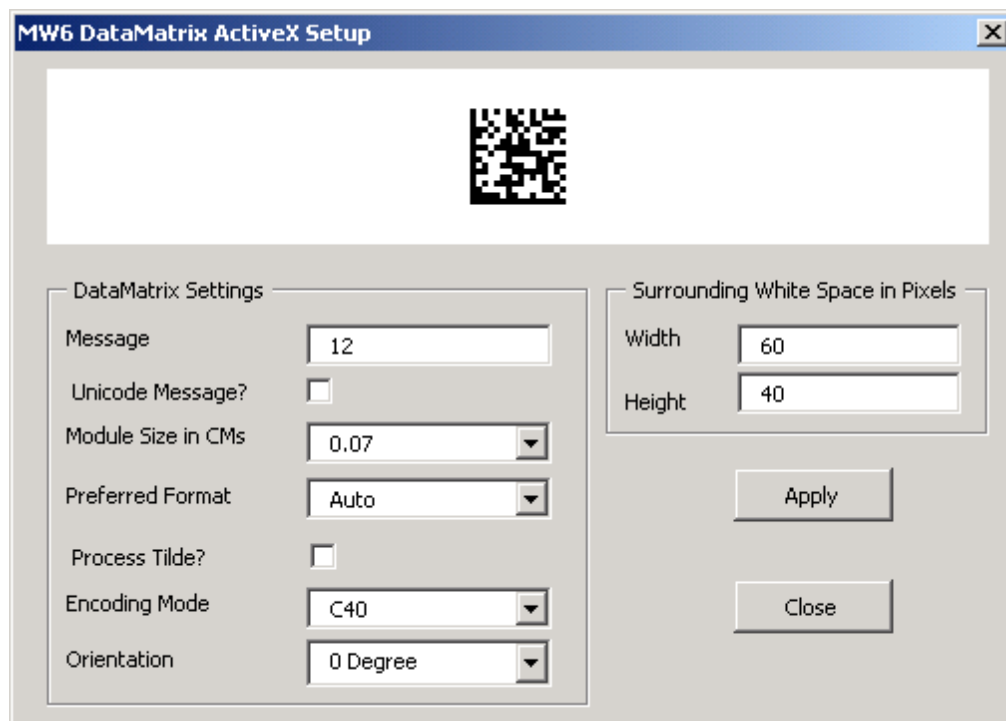 MW6 DataMatrix ActiveX Setup
DataMatrix Settings
Message 12
Unicode Message?
Module Size in CMs 0.07
Preferred Format Auto
Process Tilde?
Encoding Mode C40
Orientation 0 Degree
Surrounding White Space in Pixels
Width 60
Height 40
Apply
Close